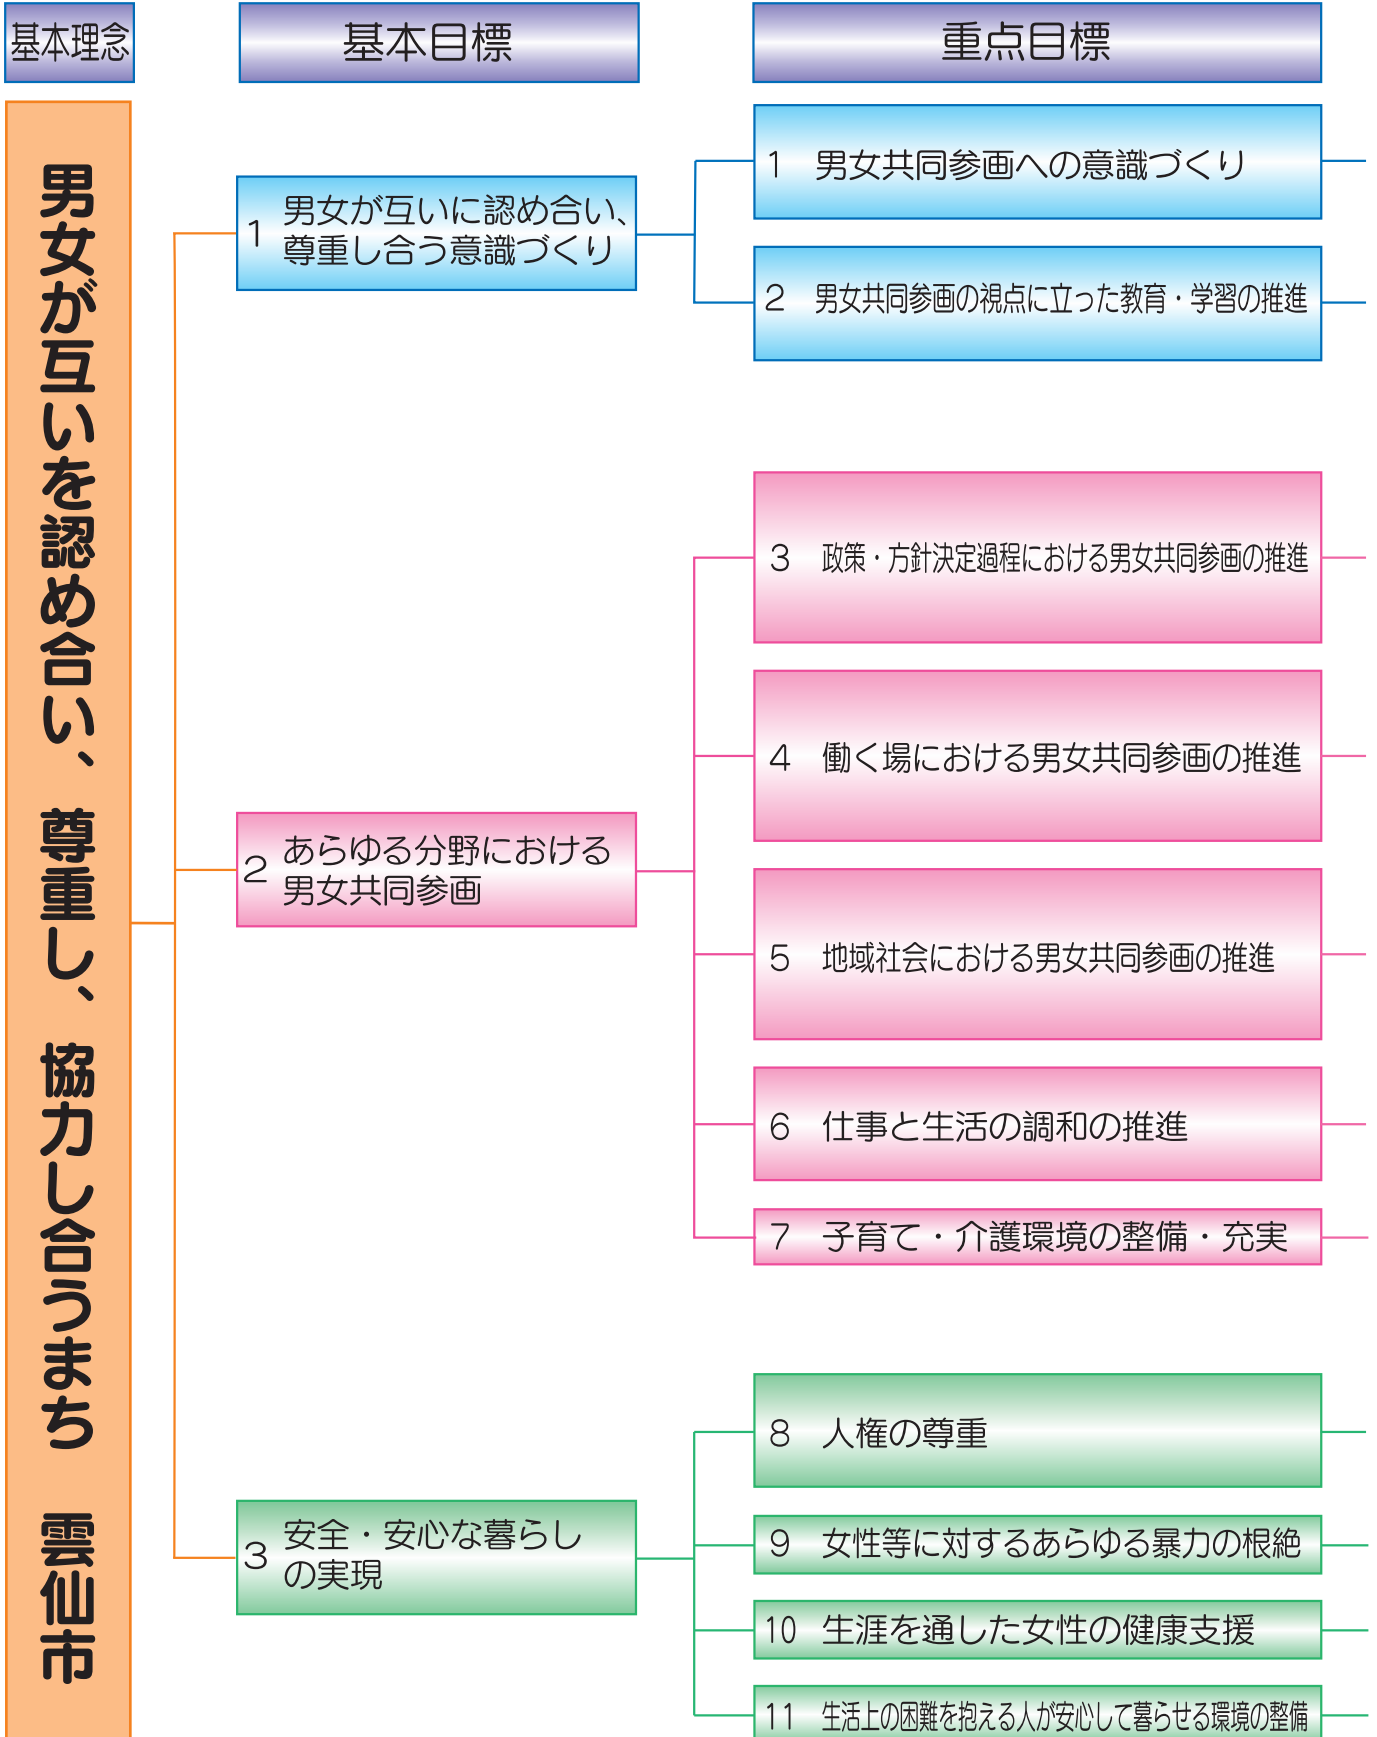 基本理念
基本目標
重点目標
男女が互いを認め合い、尊重し、協力し合うまち　雲仙市
1 男女が互いに認め合い、
尊重し合う意識づくり
1　男女共同参画への意識づくり
2　男女共同参画の視点に立った教育・学習の推進
2 あらゆる分野における
男女共同参画
3　政策・方針決定過程における男女共同参画の推進
4　働く場における男女共同参画の推進
5　地域社会における男女共同参画の推進
6　仕事と生活の調和の推進
7　子育て・介護環境の整備・充実
3 安全・安心な暮らし
の実現
8　人権の尊重
9　女性等に対するあらゆる暴力の根絶
10　生涯を通した女性の健康支援
11　生活上の困難を抱える人が安心して暮らせる環境の整備